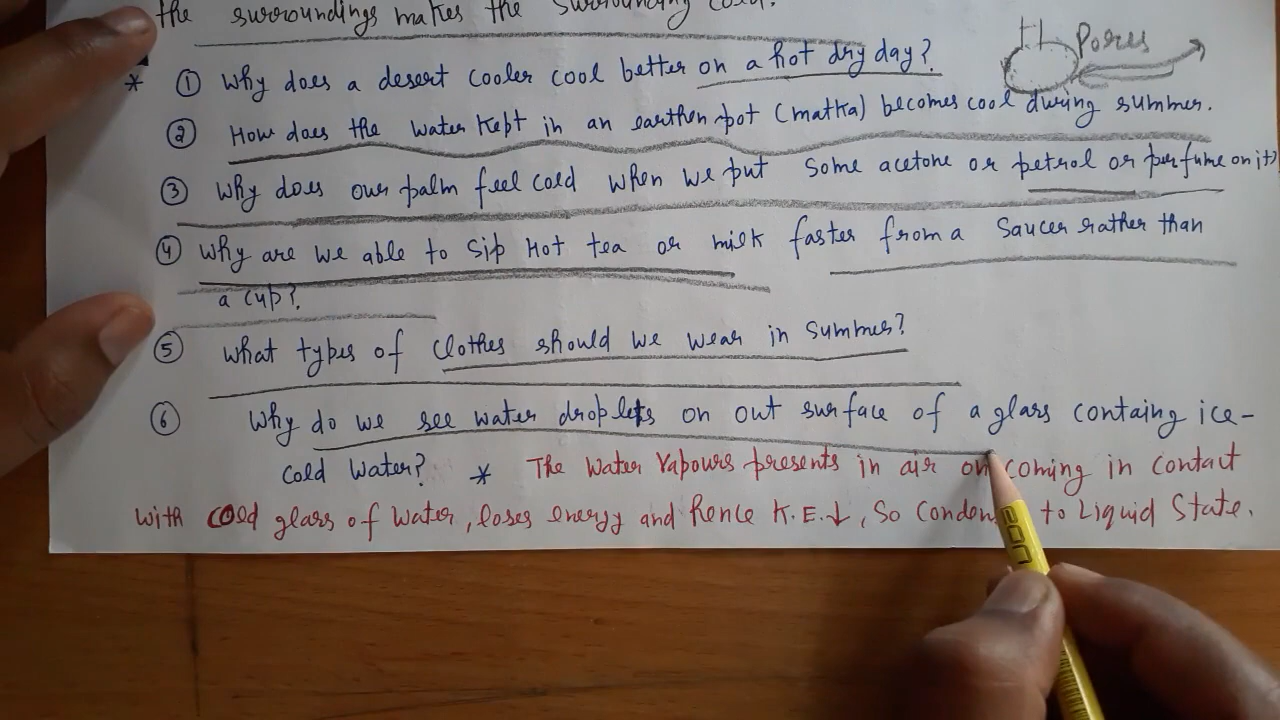 the surroundings makes the surrounding cold.
* ① Why does a desert cooler cool better on a hot dry day?
Pores
② How does the water kept in an earthen pot (matka) becomes cool during summer.
③ Why does our palm feel cold when we put some acetone or petrol or perfume on it)
④ Why are we able to sip Hot tea or milk faster from a saucer rather than
a cup?
⑤ What types of clothes should we wear in summer?
⑥ Why do we see water droplets on out surface of a glass containg ice-
cold water? * The Water Vapours presents in air on coming in contact
with cold glass of water, loses energy and hence K.E.↓, so to Liquid State.